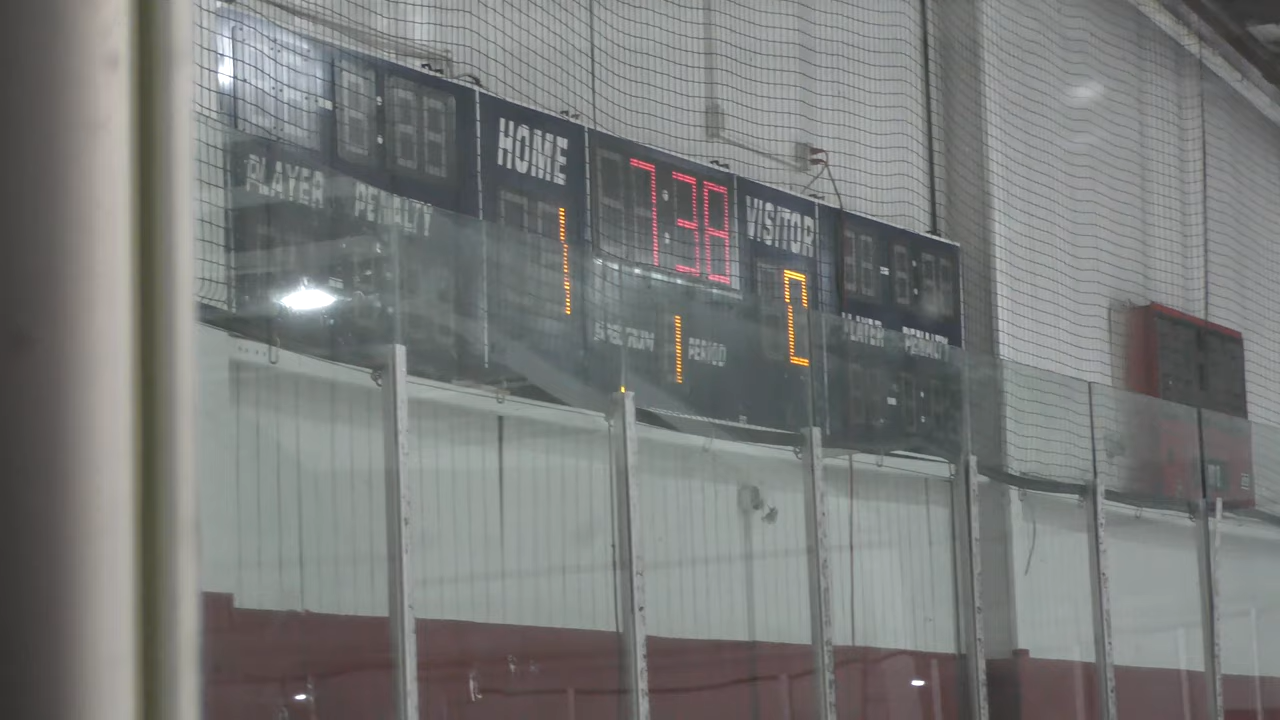 HOME
7:38
VISITOR
PLAYER PENALTY
1
0
1 PERIOD
PLAYER PENALTY